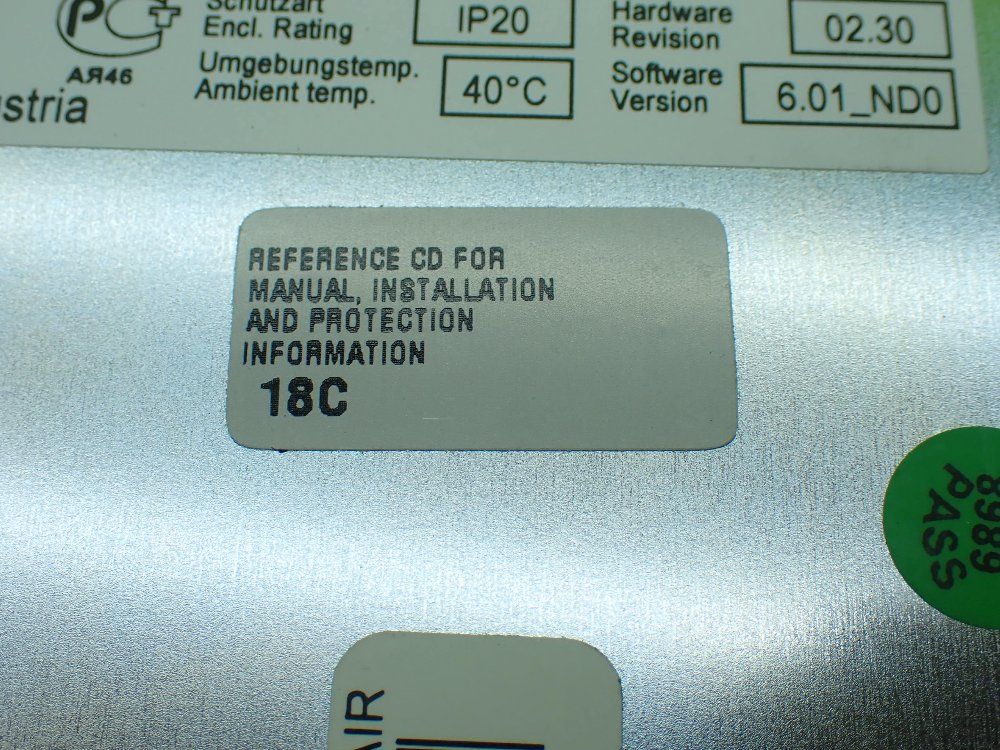 Schutzart
Encl. Rating
IP20
Hardware
Revision
02.30
АЯ46
Umgebungstemp.
Ambient temp.
40°C
Software
Version
6.01_ND0
stria
REFERENCE CD FOR
MANUAL, INSTALLATION
AND PROTECTION
INFORMATION
18C
8989
PASS
AIR